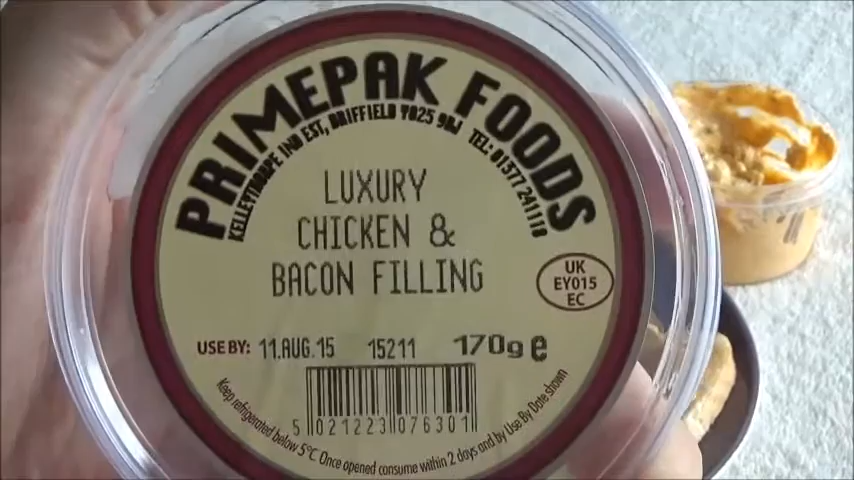 PRIMEPAK FOODS
KELLEYTHORPE IND EST, DRIFFIELD YO25 9DJ TEL: 01377 241118
LUXURY
CHICKEN &
BACON FILLING
UK
EY015
EC
USE BY: 11.AUG.15 15211 170g e
5 021223 076301
Keep refrigerated below 5°C. Once opened consume within 2 days and by Use By date shown.